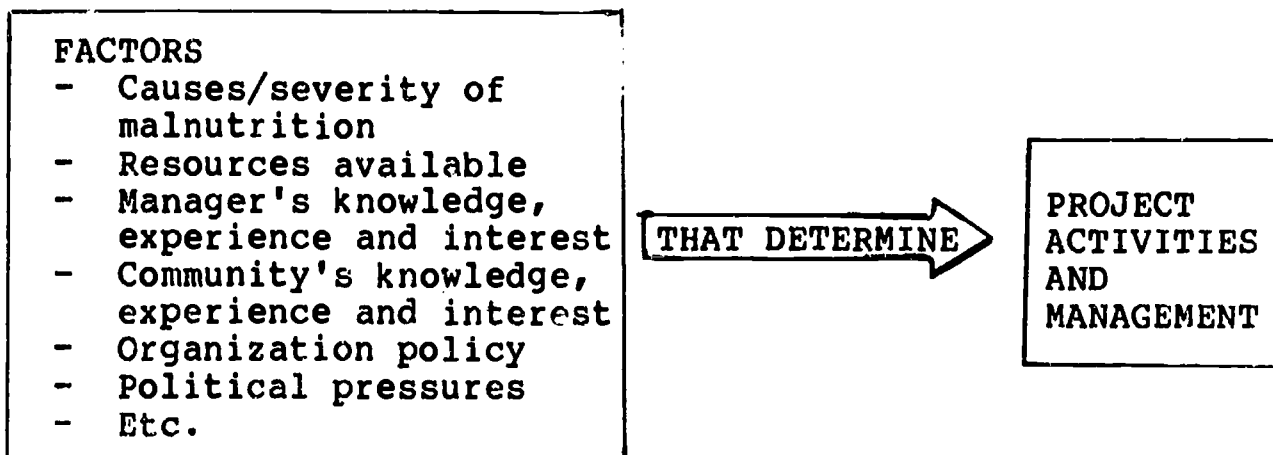 FACTORS
- Causes/severity of
malnutrition
- Resources available
- Manager's knowledge,
experience and interest
- Community's knowledge,
experience and interest
- Organization policy
- Political pressures
- Etc.
THAT DETERMINE
PROJECT
ACTIVITIES
AND
MANAGEMENT